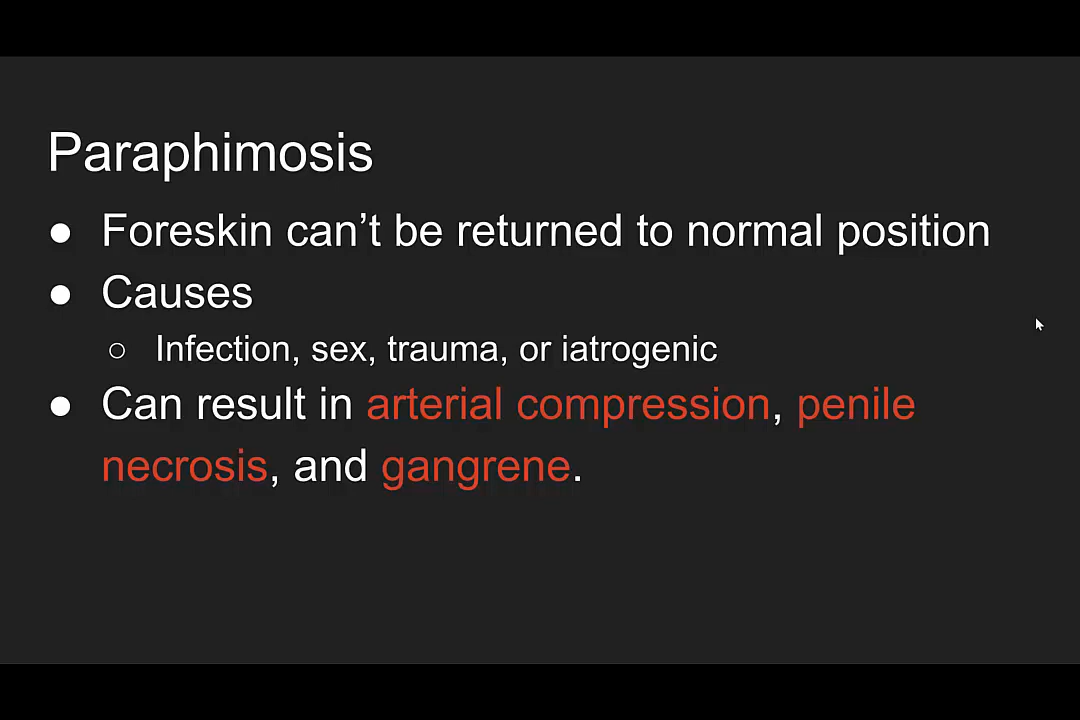 Paraphimosis
● Foreskin can’t be returned to normal position
● Causes
○ Infection, sex, trauma, or iatrogenic
● Can result in arterial compression, penile
necrosis, and gangrene.